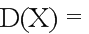 D(X) =